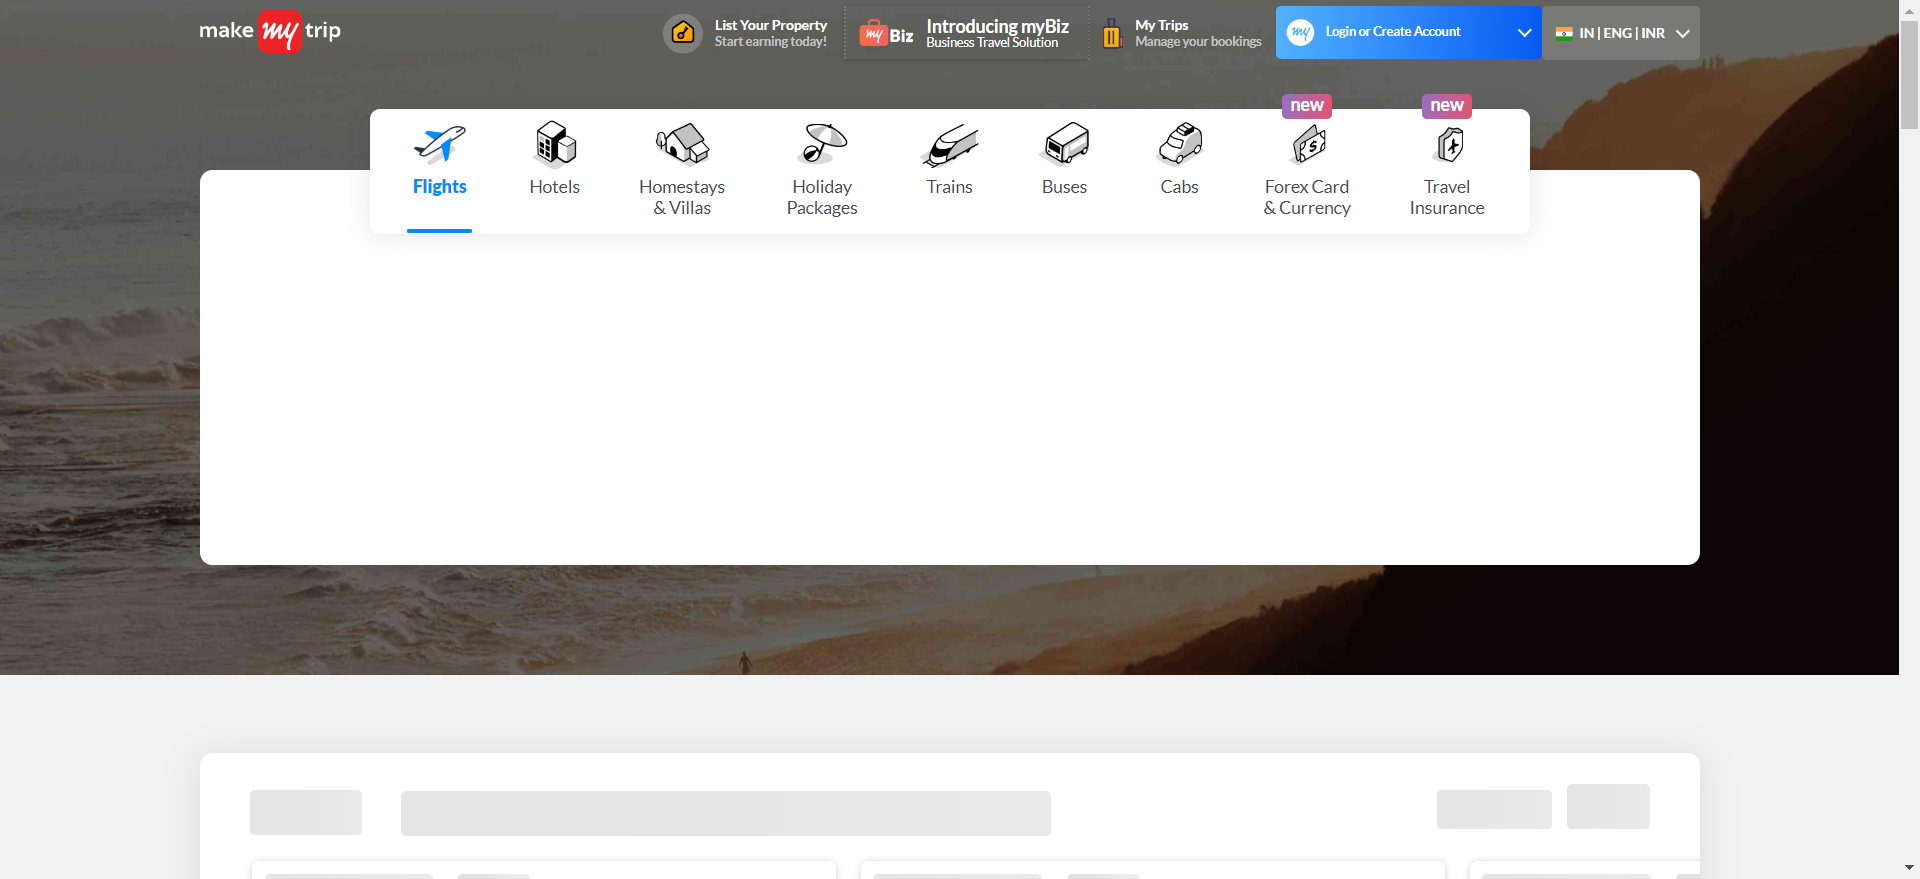 make my trip
List Your Property
Start earning today!
my Biz
Introducing myBiz
Business Travel Solution
My Trips
Manage your bookings
my
Login or Create Account
IN | ENG | INR
new
new
Flights
Hotels
Homestays
& Villas
Holiday
Packages
Trains
Buses
Cabs
Forex Card
& Currency
Travel
Insurance